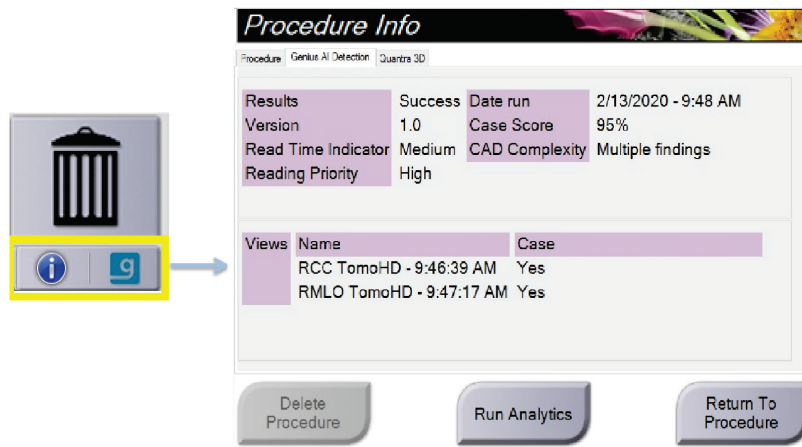 Procedure Info
Procedure Genius AI Detection Quantra 3D
Results Success Date run 2/13/2020 - 9:48 AM
Version 1.0 Case Score 95%
Read Time Indicator Medium CAD Complexity Multiple findings
Reading Priority High
Views Name Case
RCC TomoHD - 9:46:39 AM Yes
RMLO TomoHD - 9:47:17 AM Yes
i g
Delete
Procedure
Run Analytics
Return To
Procedure